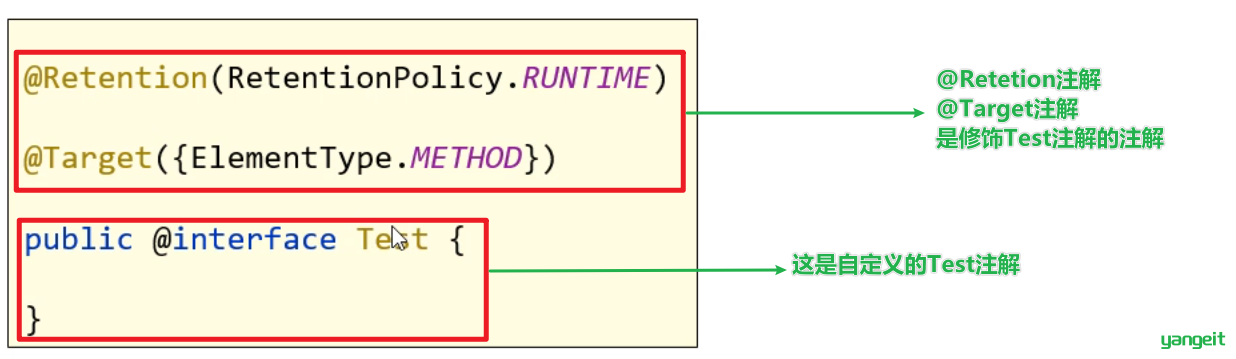 @Retention(RetentionPolicy.RUNTIME)
@Target({ElementType.METHOD})
public @interface Test {
}
@Retetion注解
@Target注解
是修饰Test注解的注解
这是自定义的Test注解
yangeit